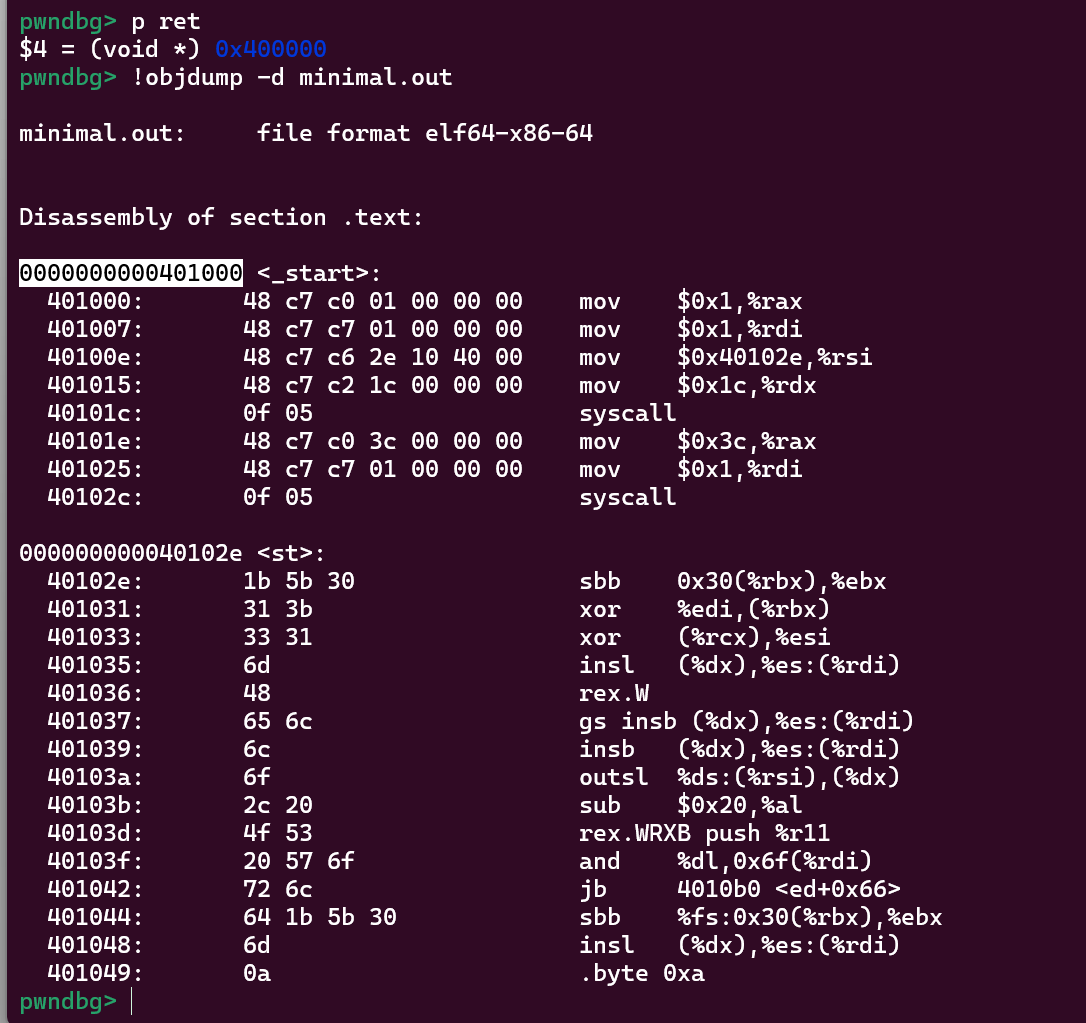 pwndbg> p ret
$4 = (void *) 0x400000
pwndbg> !objdump -d minimal.out
minimal.out:     file format elf64-x86-64
Disassembly of section .text:
0000000000401000 <_start>:
  401000:       48 c7 c0 01 00 00 00    mov    $0x1,%rax
  401007:       48 c7 c7 01 00 00 00    mov    $0x1,%rdi
  40100e:       48 c7 c6 2e 10 40 00    mov    $0x40102e,%rsi
  401015:       48 c7 c2 1c 00 00 00    mov    $0x1c,%rdx
  40101c:       0f 05                   syscall
  40101e:       48 c7 c0 3c 00 00 00    mov    $0x3c,%rax
  401025:       48 c7 c7 01 00 00 00    mov    $0x1,%rdi
  40102c:       0f 05                   syscall
000000000040102e <st>:
  40102e:       1b 5b 30                sbb    0x30(%rbx),%ebx
  401031:       31 3b                   xor    %edi,(%rbx)
  401033:       33 31                   xor    (%rcx),%esi
  401035:       6d                      insl   (%dx),%es:(%rdi)
  401036:       48                      rex.W
  401037:       65 6c                   gs insb (%dx),%es:(%rdi)
  401039:       6c                      insb   (%dx),%es:(%rdi)
  40103a:       6f                      outsl  %ds:(%rsi),(%dx)
  40103b:       2c 20                   sub    $0x20,%al
  40103d:       4f 53                   rex.WRXB push %r11
  40103f:       20 57 6f                and    %dl,0x6f(%rdi)
  401042:       72 6c                   jb     4010b0 <ed+0x66>
  401044:       64 1b 5b 30             sbb    %fs:0x30(%rbx),%ebx
  401048:       6d                      insl   (%dx),%es:(%rdi)
  401049:       0a                      .byte 0xa
pwndbg>